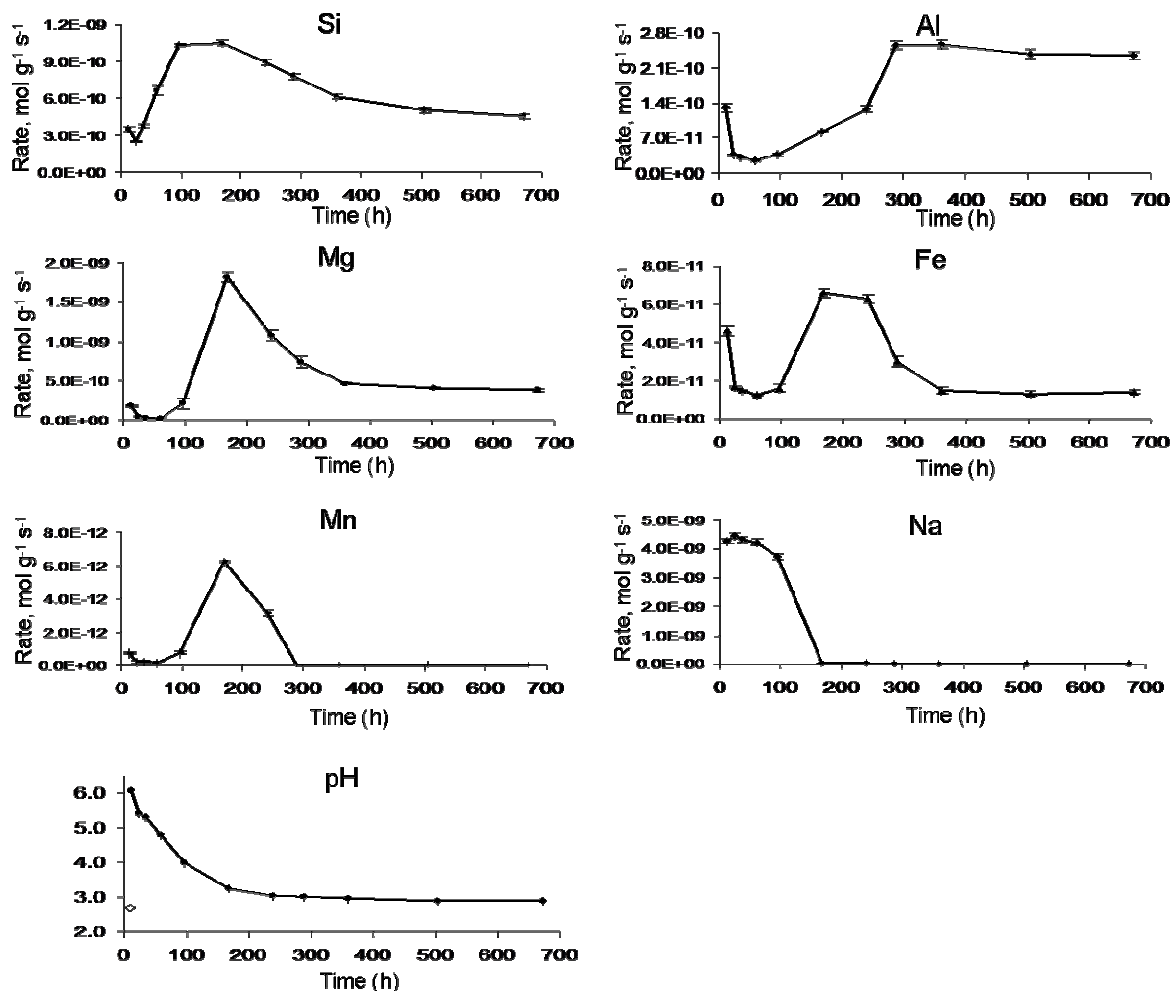 Si
Rate, mol g⁻¹ s⁻¹
1.2E-09
9.0E-10
6.0E-10
3.0E-10
0.0E+00
0 100 200 300 400 500 600 700
Time (h)
Al
Rate, mol g⁻¹ s⁻¹
2.8E-10
2.1E-10
1.4E-10
7.0E-11
0.0E+00
0 100 200 300 400 500 600 700
Time (h)
Mg
Rate, mol g⁻¹ s⁻¹
2.0E-09
1.5E-09
1.0E-09
5.0E-10
0.0E+00
0 100 200 300 400 500 600 700
Time (h)
Fe
Rate, mol g⁻¹ s⁻¹
8.0E-11
6.0E-11
4.0E-11
2.0E-11
0.0E+00
0 100 200 300 400 500 600 700
Time (h)
Mn
Rate, mol g⁻¹ s⁻¹
8.0E-12
6.0E-12
4.0E-12
2.0E-12
0.0E+00
0 100 200 300 400 500 600 700
Time (h)
Na
Rate, mol g⁻¹ s⁻¹
5.0E-09
4.0E-09
3.0E-09
2.0E-09
1.0E-09
0.0E+00
0 100 200 300 400 500 600 700
Time (h)
pH
6.0
5.0
4.0
3.0
2.0
0 100 200 300 400 500 600 700
Time (h)